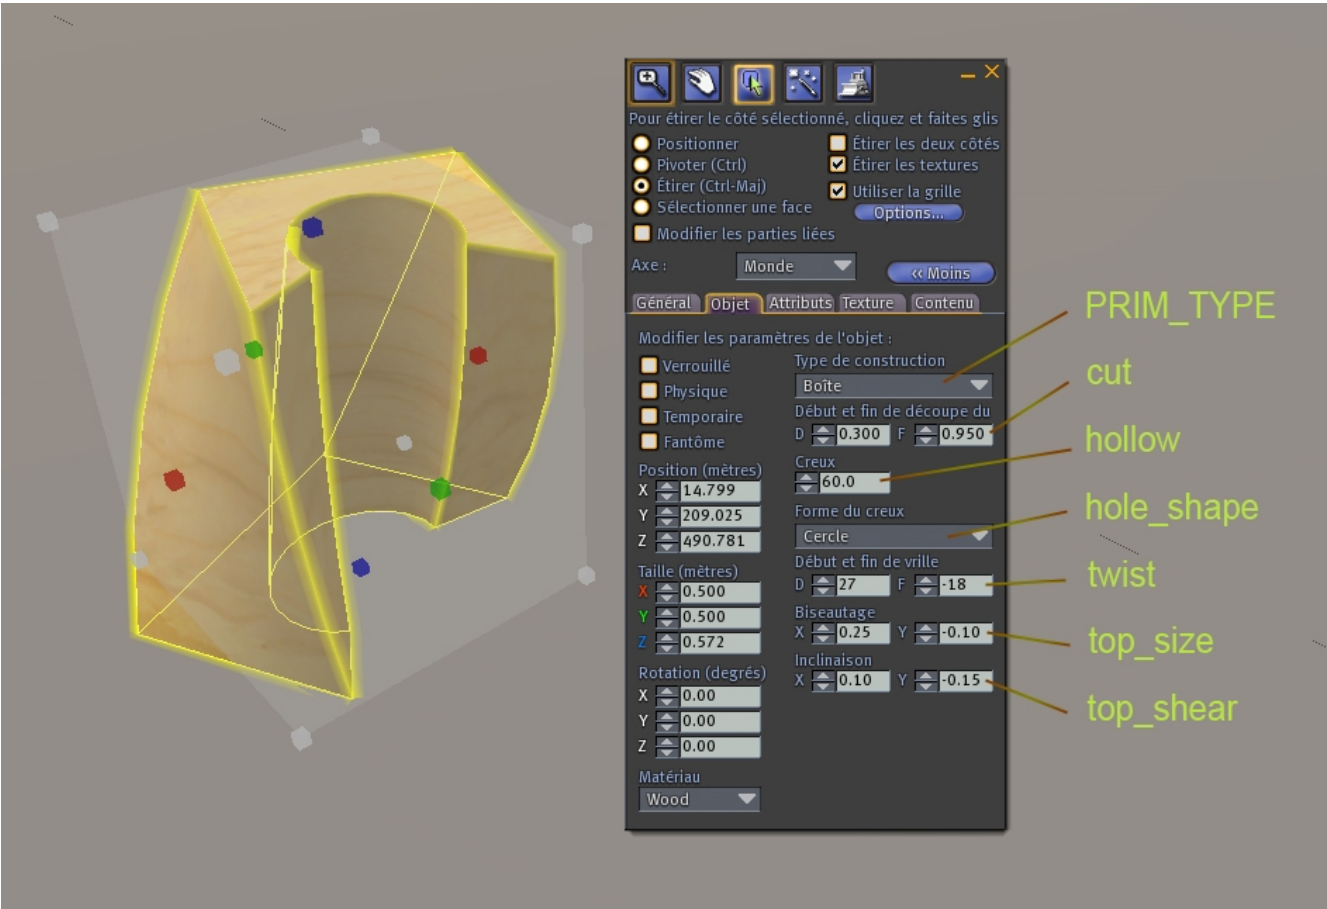 Pour étirer le côté sélectionné, cliquez et faites glis
Positionner
Pivoter (Ctrl)
Étirer (Ctrl-Maj)
Sélectionner une face
Modifier les parties liées
Étirer les deux côtés
Étirer les textures
Utiliser la grille
Options...
Axe :
Monde
<< Moins
Général Objet Attributs Texture Contenu
Modifier les paramètres de l'objet :
Verrouillé
Physique
Temporaire
Fantôme
Position (mètres)
X 14.799
Y 209.025
Z 490.781
Taille (mètres)
X 0.500
Y 0.500
Z 0.572
Rotation (degrés)
X 0.00
Y 0.00
Z 0.00
Matériau
Wood
Type de construction
Boîte
Début et fin de découpe du
D 0.300 F 0.950
Creux
60.0
Forme du creux
Cercle
Début et fin de vrille
D 27 F -18
Biseautage
X 0.25 Y -0.10
Inclinaison
X 0.10 Y -0.15
PRIM_TYPE
cut
hollow
hole_shape
twist
top_size
top_shear